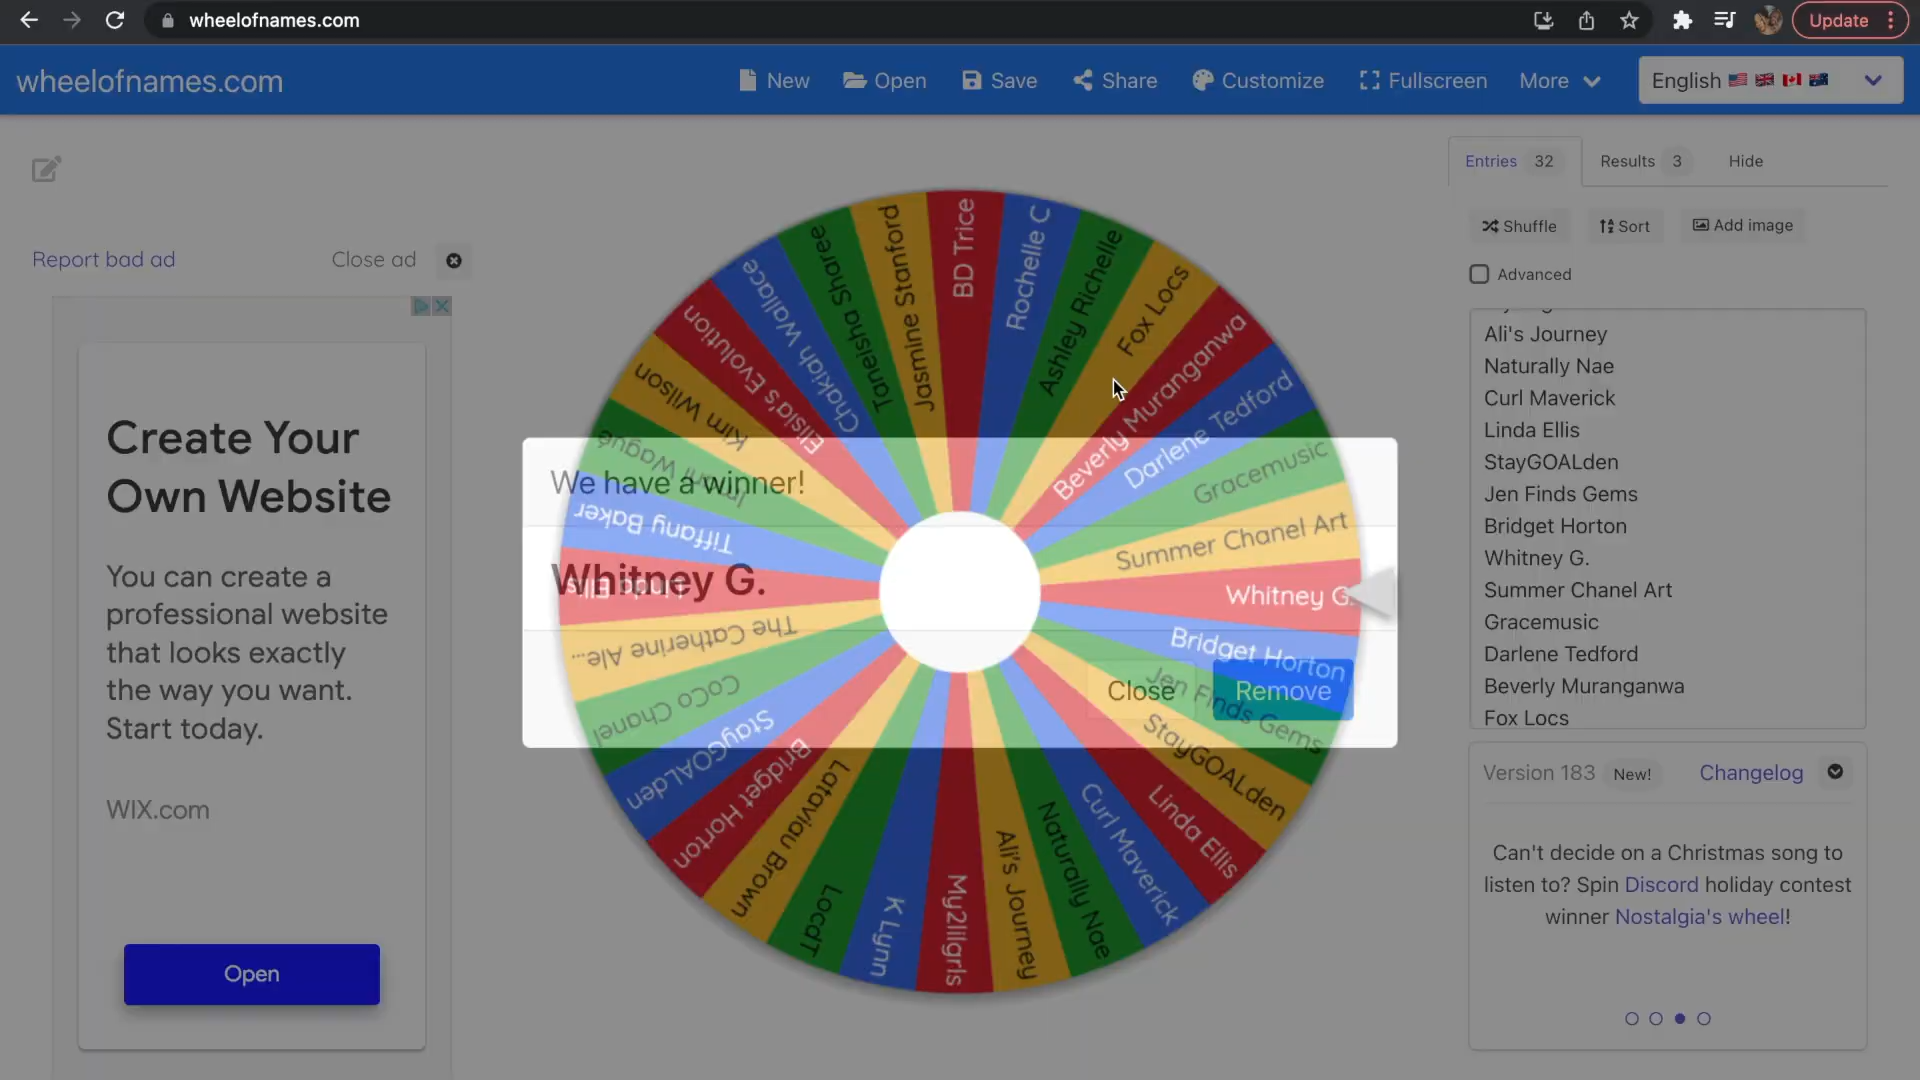 wheelofnames.com
Update
wheelofnames.com
New
Open
Save
Share
Customize
Fullscreen
More
English
Report bad ad
Close ad
Create Your
Own Website
You can create a
professional website
that looks exactly
the way you want.
Start today.
WIX.com
Open
BD Trice
Rochelle C
Ashley Richelle
Fox Locs
Beverly Muranganwa
Darlene Tedford
Gracemusic
Summer Chanel Art
Whitney G.
Bridget Horton
Jen Finds Gems
StayGOALden
Linda Ellis
Curl Maverick
Naturally Nae
Ali's Journey
My2lilgrls
K Lynn
LocdT
Lataviau Brown
Bridget Horton
StayGOALden
CoCo Chanel
The Catherine Ale...
Linda Ellis
Tiffany Baker
Kim Wilson
Ellsia's Evolution
Chakiah Wallace
Taneisha Sharee
Jasmine Stanford
We have a winner!
Whitney G.
Close
Remove
Entries 32
Results 3
Hide
Shuffle
Sort
Add image
Advanced
Ali's Journey
Naturally Nae
Curl Maverick
Linda Ellis
StayGOALden
Jen Finds Gems
Bridget Horton
Whitney G.
Summer Chanel Art
Gracemusic
Darlene Tedford
Beverly Muranganwa
Fox Locs
Version 183 New! Changelog
Can't decide on a Christmas song to
listen to? Spin Discord holiday contest
winner Nostalgia's wheel!